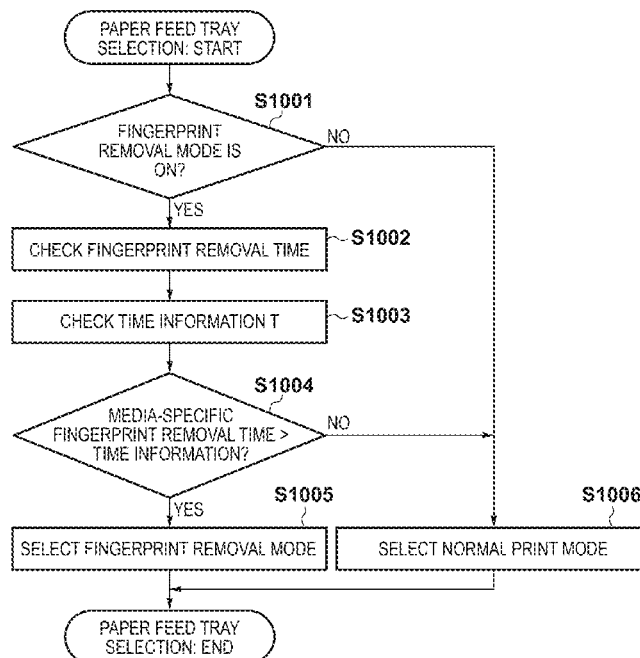 PAPER FEED TRAY
SELECTION: START
S1001
FINGERPRINT
REMOVAL MODE IS
ON?
NO
YES
CHECK FINGERPRINT REMOVAL TIME
S1002
CHECK TIME INFORMATION T
S1003
S1004
MEDIA-SPECIFIC
FINGERPRINT REMOVAL TIME >
TIME INFORMATION?
NO
YES
S1005
SELECT FINGERPRINT REMOVAL MODE
S1006
SELECT NORMAL PRINT MODE
PAPER FEED TRAY
SELECTION: END